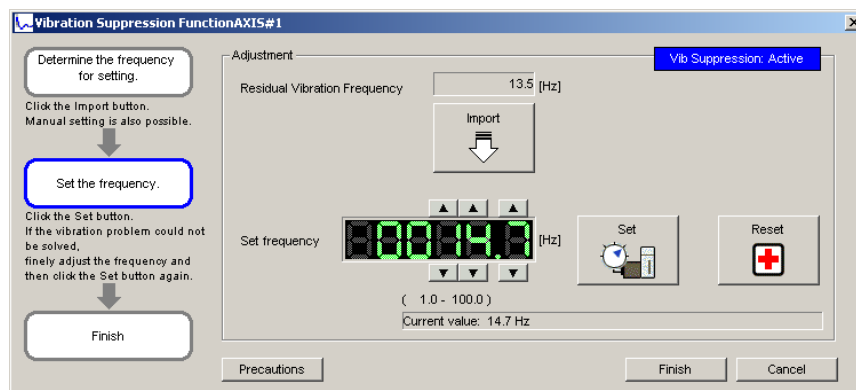 Vibration Suppression FunctionAXIS#1
Determine the frequency
for setting.
Click the Import button.
Manual setting is also possible.
Set the frequency.
Click the Set button.
If the vibration problem could not
be solved,
finely adjust the frequency and
then click the Set button again.
Finish
Adjustment
Vib Suppression: Active
Residual Vibration Frequency 13.5 [Hz]
Import
Set frequency 0014.7 [Hz]
Set
Reset
( 1.0 - 100.0 )
Current value: 14.7 Hz
Precautions
Finish
Cancel